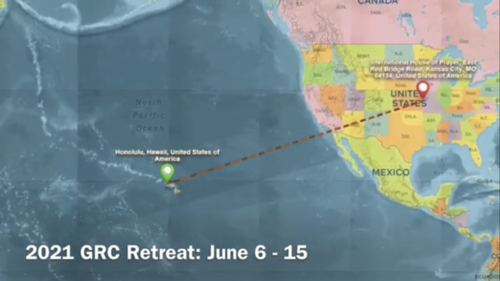 CANADA
International House of Prayer, East
Red Bridge Road, Kansas City, MO
64134, United States of America
UNITED
STATES
North
Pacific
Ocean
Honolulu, Hawaii, United States of
America
MEXICO
2021 GRC Retreat: June 6 - 15